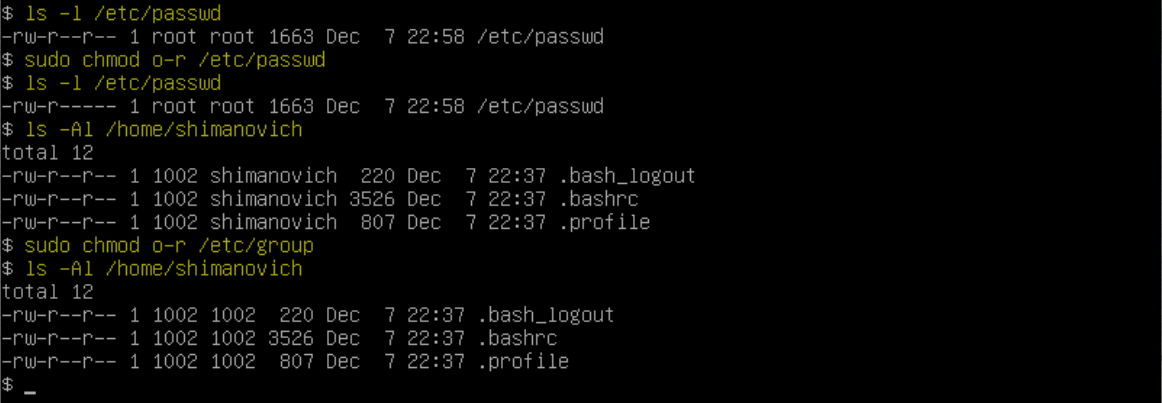 $ ls -l /etc/passwd
-rw-r--r-- 1 root root 1663 Dec  7 22:58 /etc/passwd
$ sudo chmod o-r /etc/passwd
$ ls -l /etc/passwd
-rw-r----- 1 root root 1663 Dec  7 22:58 /etc/passwd
$ ls -Al /home/shimanovich
total 12
-rw-r--r-- 1 1002 shimanovich  220 Dec  7 22:37 .bash_logout
-rw-r--r-- 1 1002 shimanovich 3526 Dec  7 22:37 .bashrc
-rw-r--r-- 1 1002 shimanovich  807 Dec  7 22:37 .profile
$ sudo chmod o-r /etc/group
$ ls -Al /home/shimanovich
total 12
-rw-r--r-- 1 1002 1002  220 Dec  7 22:37 .bash_logout
-rw-r--r-- 1 1002 1002 3526 Dec  7 22:37 .bashrc
-rw-r--r-- 1 1002 1002  807 Dec  7 22:37 .profile
$ _